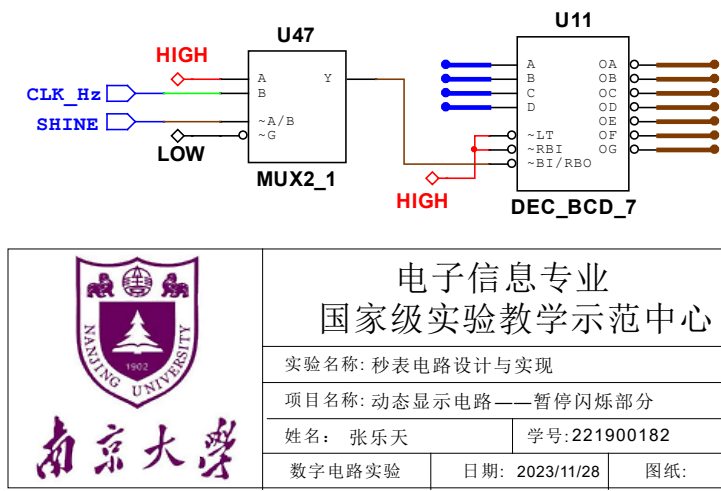 U47
HIGH
A
Y
B
CLK_Hz
SHINE
~A/B
~G
LOW
MUX2_1
U11
A
B
C
D
~LT
~RBI
~BI/RBO
OA
OB
OC
OD
OE
OF
OG
HIGH
DEC_BCD_7
NANJING UNIVERSITY
1902
南京大学
电子信息专业
国家级实验教学示范中心
实验名称: 秒表电路设计与实现
项目名称: 动态显示电路——暂停闪烁部分
姓名: 张乐天
学号:221900182
数字电路实验
日期: 2023/11/28
图纸: